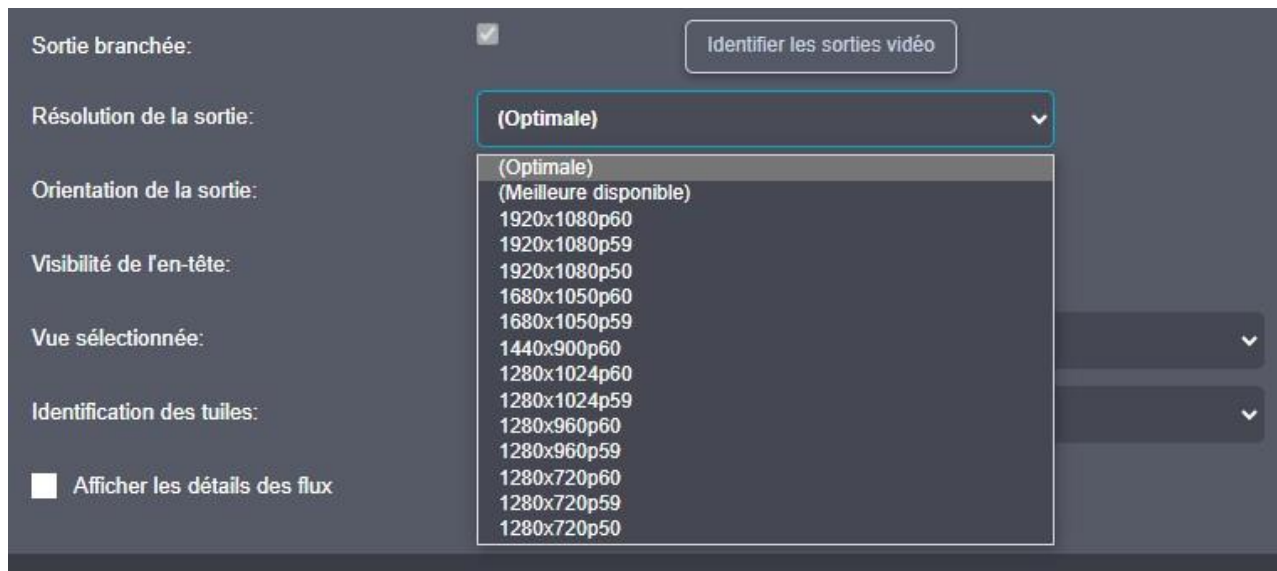 Sortie branchée:
Identifier les sorties vidéo
Résolution de la sortie:
(Optimale)
(Optimale)
Orientation de la sortie:
(Meilleure disponible)
1920x1080p60
1920x1080p59
Visibilité de l'en-tête:
1920x1080p50
1680x1050p60
1680x1050p59
Vue sélectionnée:
1440x900p60
1280x1024p60
1280x1024p59
Identification des tuiles:
1280x960p60
1280x960p59
1280x720p60
Afficher les détails des flux
1280x720p59
1280x720p50